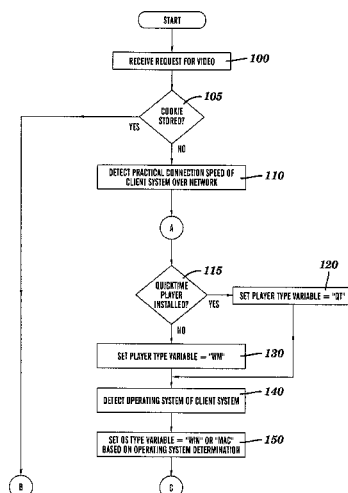 START
RECEIVE REQUEST FOR VIDEO
100
105
COOKIE
STORED?
YES
NO
DETECT PRACTICAL CONNECTION SPEED OF
CLIENT SYSTEM OVER NETWORK
110
A
115
QUICKTIME
PLAYER
INSTALLED?
YES
120
SET PLAYER TYPE VARIABLE = "QT"
NO
SET PLAYER TYPE VARIABLE = "WM"
130
DETECT OPERATING SYSTEM OF CLIENT SYSTEM
140
SET OS TYPE VARIABLE = "WIN" OR "MAC"
BASED ON OPERATING SYSTEM DETERMINATION
150
B
C